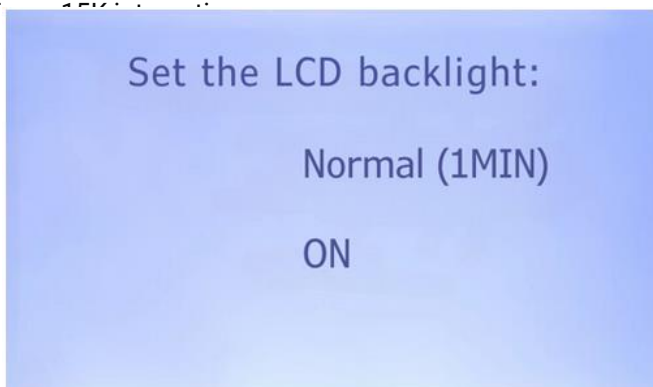 Set the LCD backlight:
Normal (1MIN)
ON